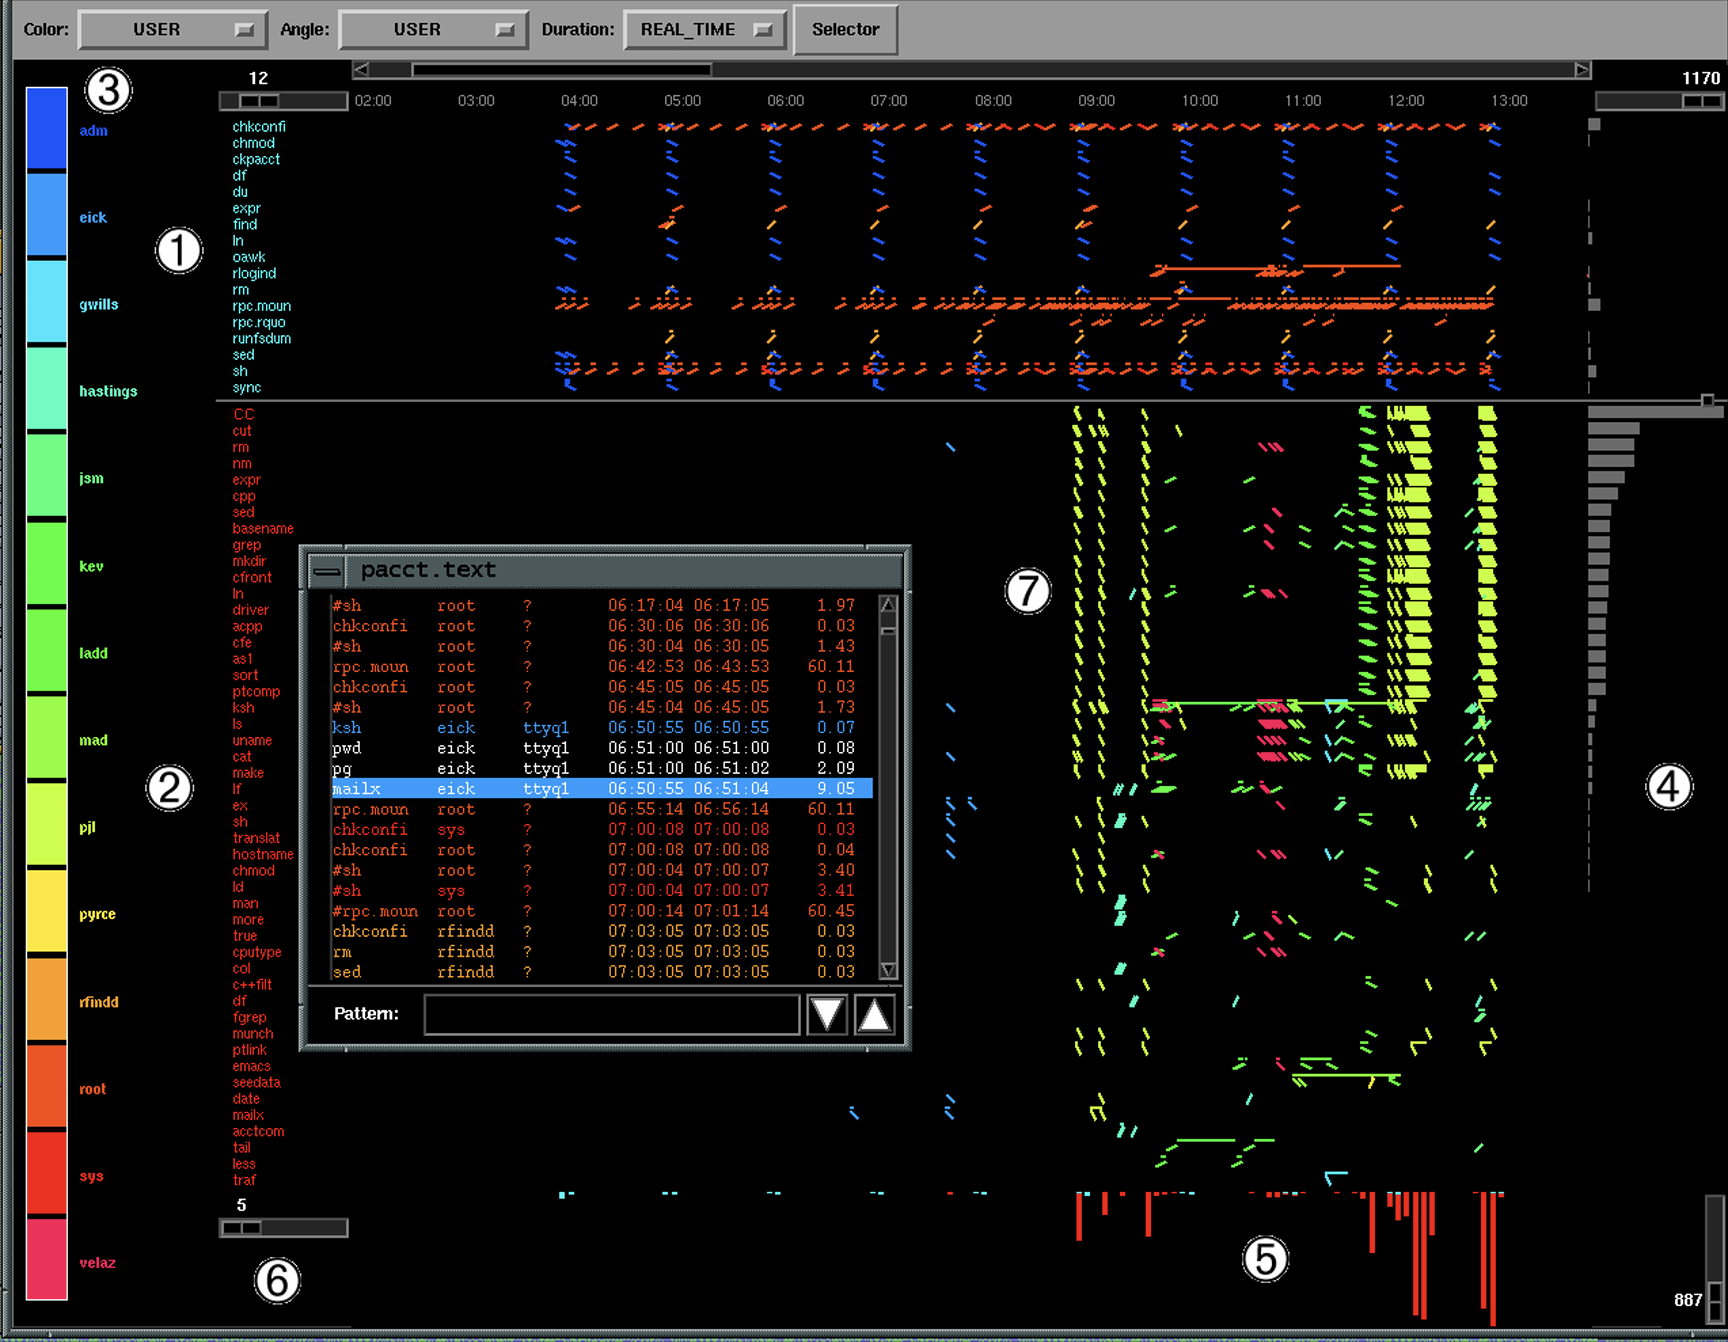 Color: USER Angle: USER Duration: REAL_TIME Selector
12 1170
02:00 03:00 04:00 05:00 06:00 07:00 08:00 09:00 10:00 11:00 12:00 13:00
3
adm
eick
gwills
hastings
jsm
kev
ladd
mad
pjl
pyrce
rfindd
root
sys
velaz
1
chkconfi
chmod
ckpacct
df
du
expr
find
ln
oawk
rlogind
rm
rpc.moun
rpc.rquo
runfsdum
sed
sh
sync
2
CC
cut
rm
nm
expr
cpp
sed
basename
grep
mkdir
cfront
ln
driver
acpp
cfe
as1
sort
ptcomp
ksh
ls
uname
cat
make
lf
ex
sh
translat
hostname
chmod
ld
man
more
true
cputype
col
c++filt
df
fgrep
munch
ptlink
emacs
seedata
date
mailx
acctcom
tail
less
traf
pacct.text
#sh root ? 06:17:04 06:17:05 1.97
chkconfi root ? 06:30:06 06:30:06 0.03
#sh root ? 06:30:04 06:30:05 1.43
rpc.moun root ? 06:42:53 06:43:53 60.11
chkconfi root ? 06:45:05 06:45:05 0.03
#sh root ? 06:45:04 06:45:05 1.73
ksh eick ttyq1 06:50:55 06:50:55 0.07
pwd eick ttyq1 06:51:00 06:51:00 0.08
pg eick ttyq1 06:51:00 06:51:02 2.09
mailx eick ttyq1 06:50:55 06:51:04 9.05
rpc.moun root ? 06:55:14 06:56:14 60.11
chkconfi sys ? 07:00:08 07:00:08 0.03
chkconfi root ? 07:00:08 07:00:08 0.04
#sh root ? 07:00:04 07:00:07 3.40
#sh sys ? 07:00:04 07:00:07 3.41
#rpc.moun root ? 07:00:14 07:01:14 60.45
chkconfi rfindd ? 07:03:05 07:03:05 0.03
rm rfindd ? 07:03:05 07:03:05 0.03
sed rfindd ? 07:03:05 07:03:05 0.03
Pattern:
7
4
5
5
6
887